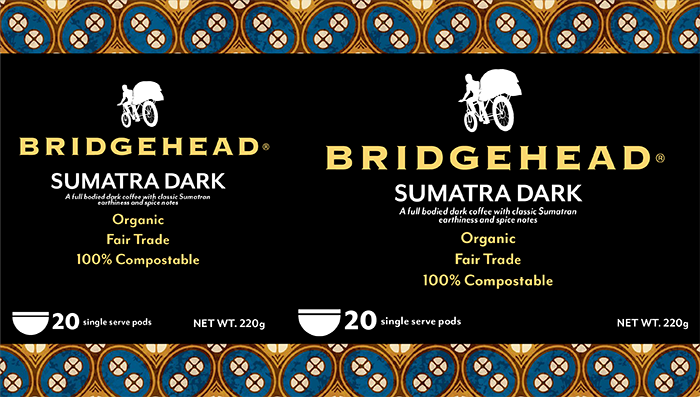 BRIDGEHEAD®
SUMATRA DARK
A full bodied dark coffee with classic Sumatran
earthiness and spice notes
Organic
Fair Trade
100% Compostable
20 single serve pods
NET WT. 220g
BRIDGEHEAD®
SUMATRA DARK
A full bodied dark coffee with classic Sumatran
earthiness and spice notes
Organic
Fair Trade
100% Compostable
20 single serve pods
NET WT. 220g